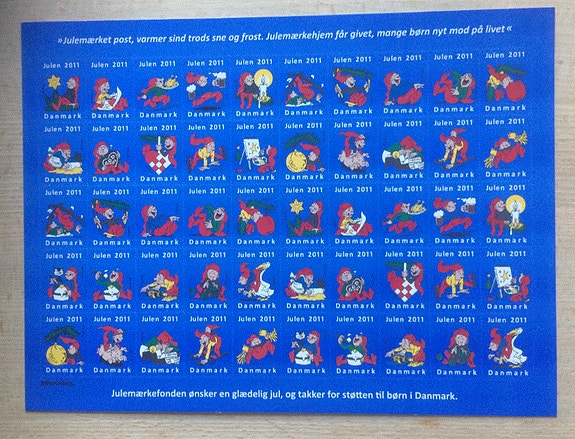 »Julemærket post, varmer sind trods sne og frost. Julemærkehjem får givet, mange børn nyt mod på livet«
Julen 2011 Julen 2011 Julen 2011 Julen 2011 Julen 2011 Julen 2011 Julen 2011 Julen 2011 Julen 2011 Julen 2011
Danmark Danmark Danmark Danmark Danmark Danmark Danmark Danmark Danmark Danmark
Julen 2011 Julen 2011 Julen 2011 Julen 2011 Julen 2011 Julen 2011 Julen 2011 Julen 2011 Julen 2011 Julen 2011
Danmark Danmark Danmark Danmark Danmark Danmark Danmark Danmark Danmark Danmark
Julen 2011 Julen 2011 Julen 2011 Julen 2011 Julen 2011 Julen 2011 Julen 2011 Julen 2011 Julen 2011 Julen 2011
Danmark Danmark Danmark Danmark Danmark Danmark Danmark Danmark Danmark Danmark
Julen 2011 Julen 2011 Julen 2011 Julen 2011 Julen 2011 Julen 2011 Julen 2011 Julen 2011 Julen 2011 Julen 2011
Danmark Danmark Danmark Danmark Danmark Danmark Danmark Danmark Danmark Danmark
Julen 2011 Julen 2011 Julen 2011 Julen 2011 Julen 2011 Julen 2011 Julen 2011 Julen 2011 Julen 2011 Julen 2011
Danmark Danmark Danmark Danmark Danmark Danmark Danmark Danmark Danmark Danmark
Julemærkefonden ønsker en glædelig jul, og takker for støtten til børn i Danmark.